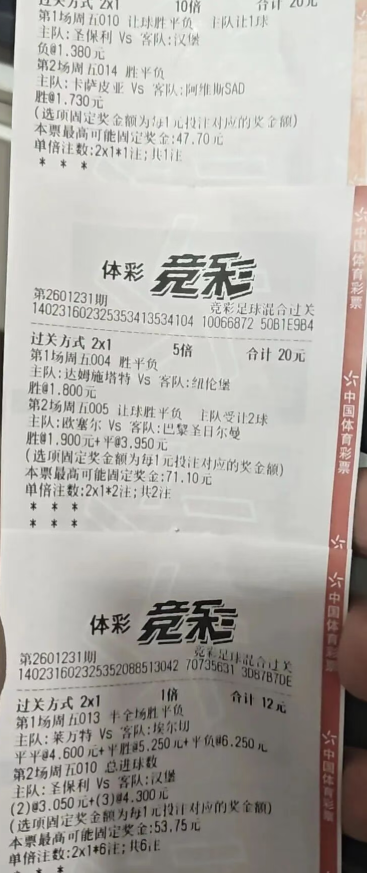 过关方式 2x1 10倍 合计 20元
第1场周五010 让球胜平负 主队让1球
主队:圣保利 Vs 客队:汉堡
负@1.380元
第2场周五014 胜平负
主队:卡萨皮亚 Vs 客队:阿维斯SAD
胜@1.730元
(选项固定奖金额为每1元投注对应的奖金额)
本票最高可能固定奖金:47.70元
单倍注数:2x1*1注;共1注
* * *
体彩 竞彩
第2601231期 竞彩足球混合过关
140231602325353413534104 10066872 50B1E9B4
过关方式 2x1 5倍 合计 20元
第1场周五004 胜平负
主队:达姆施塔特 Vs 客队:纽伦堡
胜@1.800元
第2场周五005 让球胜平负 主队受让2球
主队:欧塞尔 Vs 客队:巴黎圣日尔曼
胜@1.900元+平@3.950元
(选项固定奖金额为每1元投注对应的奖金额)
本票最高可能固定奖金:71.10元
单倍注数:2x1*2注;共2注
* * *
* * *
体彩 竞彩
第2601231期 竞彩足球混合过关
140231602325352088513042 70735631 3D87B7DE
过关方式 2x1 1倍 合计 12元
第1场周五013 半全场胜平负
主队:莱万特 Vs 客队:埃尔切
平平@4.600元+平胜@5.250元+平负@6.250元
第2场周五010 总进球数
主队:圣保利 Vs 客队:汉堡
(2)@3.050元+(3)@4.300元
(选项固定奖金额为每1元投注对应的奖金额)
本票最高可能固定奖金:53.75元
单倍注数:2x1*6注;共6注
* * *
中国体育彩票
中国体育彩票
中国体育彩票
中国体育彩票